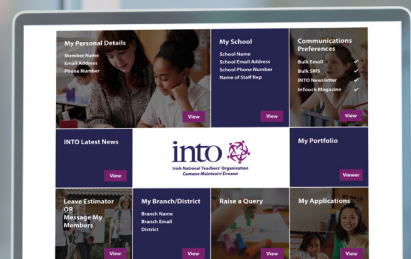 My Personal Details
Member Name
Email Address
Phone Number
View
My School
School Name
School Email Address
School Phone Number
Name of Staff Rep
View
Communications
Preferences
Bulk Email
Bulk SMS
INTO Newsletter
Intouch Magazine
View
INTO Latest News
View
into
Irish National Teachers' Organisation
Cumann Múinteoirí Éireann
My Portfolio
Viewer
Leave Estimator
OR
Message My
Members
View
My Branch/District
Branch Name
Branch Email
District
View
Raise a Query
View
My Applications
View